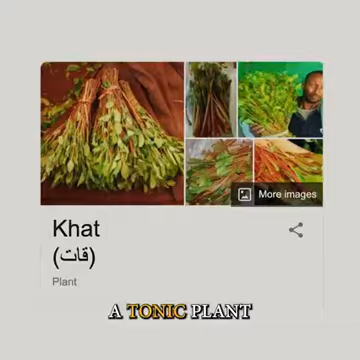 More images
Khat
(قات)
Plant
A TONIC PLANT